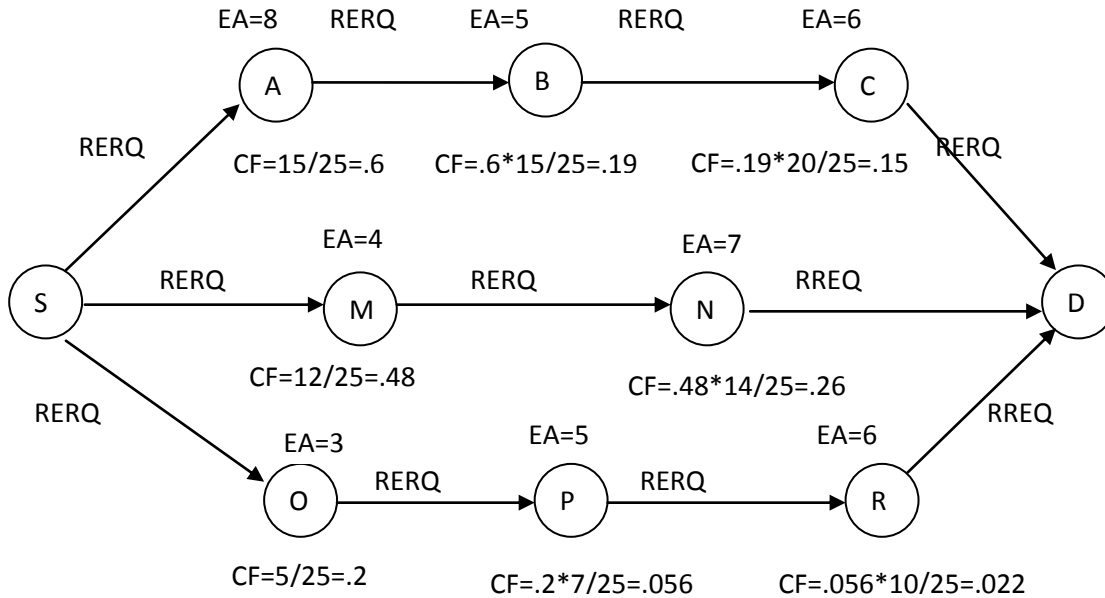 EA=8 RERQ EA=5 RERQ EA=6
A B C
RERQ RERQ
CF=15/25=.6 CF=.6*15/25=.19 CF=.19*20/25=.15
EA=4 EA=7
RERQ RERQ RREQ
S M N D
CF=12/25=.48 CF=.48*14/25=.26
RERQ RREQ
EA=3 EA=5 EA=6
RERQ RERQ
O P R
CF=5/25=.2 CF=.2*7/25=.056 CF=.056*10/25=.022